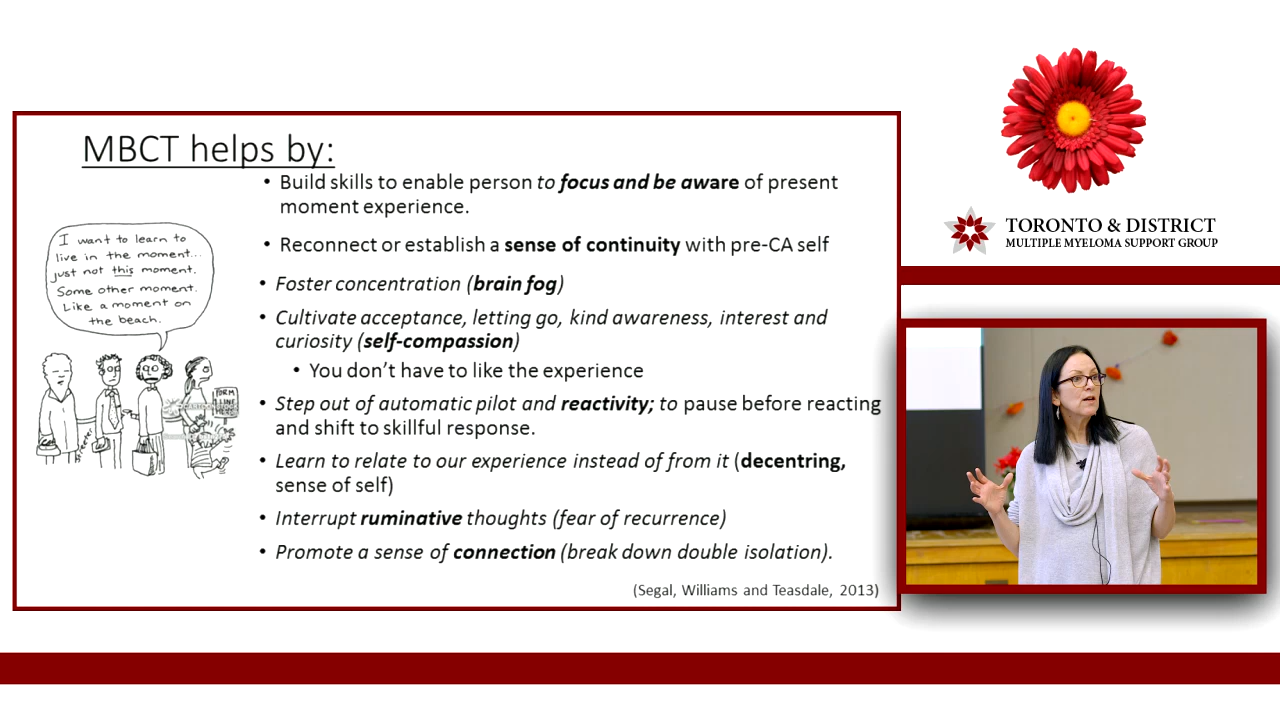 MBCT helps by:
• Build skills to enable person to focus and be aware of present
moment experience.
• Reconnect or establish a sense of continuity with pre-CA self
• Foster concentration (brain fog)
• Cultivate acceptance, letting go, kind awareness, interest and
curiosity (self-compassion)
• You don’t have to like the experience
• Step out of automatic pilot and reactivity; to pause before reacting
and shift to skillful response.
• Learn to relate to our experience instead of from it (decentring,
sense of self)
• Interrupt ruminative thoughts (fear of recurrence)
• Promote a sense of connection (break down double isolation).
(Segal, Williams and Teasdale, 2013)
I want to learn to
live in the moment...
just not this moment.
Some other moment.
Like a moment on
the beach.
FORM
LINE
HERE
TORONTO & DISTRICT
MULTIPLE MYELOMA SUPPORT GROUP